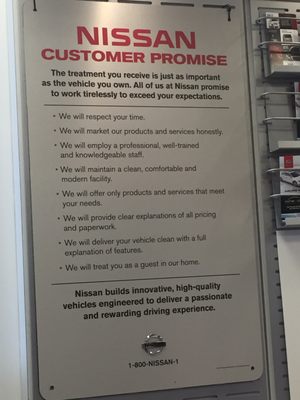 NISSAN
CUSTOMER PROMISE
The treatment you receive is just as important
as the vehicle you own. All of us at Nissan promise
to work tirelessly to exceed your expectations.
• We will respect your time.
• We will market our products and services honestly.
• We will employ a professional, well-trained
and knowledgeable staff.
• We will maintain a clean, comfortable and
modern facility.
• We will offer only products and services that meet
your needs.
• We will provide clear explanations of all pricing
and paperwork.
• We will deliver your vehicle clean with a full
explanation of features.
• We will treat you as a guest in our home.
Nissan builds innovative, high-quality
vehicles engineered to deliver a passionate
and rewarding driving experience.
1-800-NISSAN-1